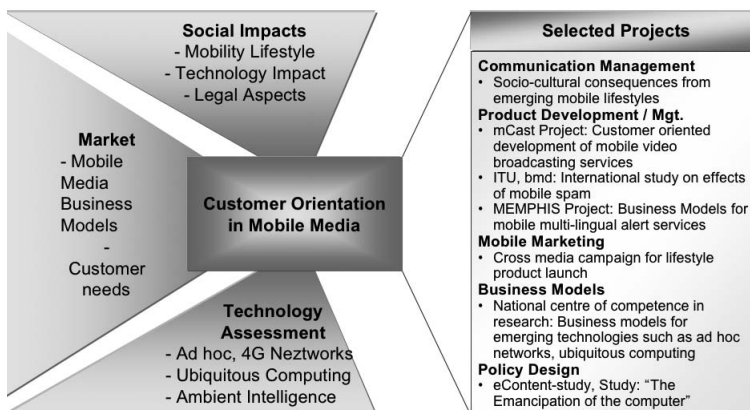 Social Impacts
- Mobility Lifestyle
- Technology Impact
- Legal Aspects
Market
- Mobile
Media
Business
Models
-
Customer
needs
Customer Orientation
in Mobile Media
Technology
Assessment
- Ad hoc, 4G Neztworks
- Ubiquitous Computing
- Ambient Intelligence
Selected Projects
Communication Management
• Socio-cultural consequences from
emerging mobile lifestyles
Product Development / Mgt.
• mCast Project: Customer oriented
development of mobile video
broadcasting services
• ITU, bmd: International study on effects
of mobile spam
• MEMPHIS Project: Business Models for
mobile multi-lingual alert services
Mobile Marketing
• Cross media campaign for lifestyle
product launch
Business Models
• National centre of competence in
research: Business models for
emerging technologies such as ad hoc
networks, ubiquitous computing
Policy Design
• eContent-study, Study: “The
Emancipation of the computer”